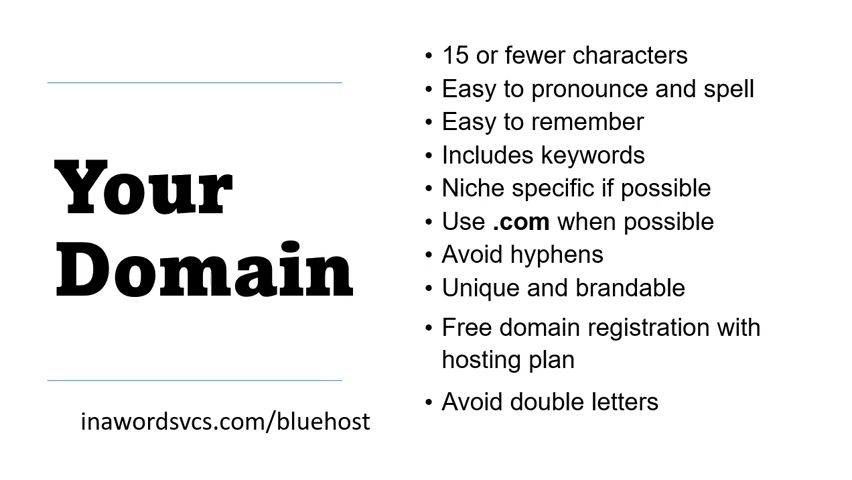 Your
Domain
inawordsvcs.com/bluehost
• 15 or fewer characters
• Easy to pronounce and spell
• Easy to remember
• Includes keywords
• Niche specific if possible
• Use .com when possible
• Avoid hyphens
• Unique and brandable
• Free domain registration with
hosting plan
• Avoid double letters